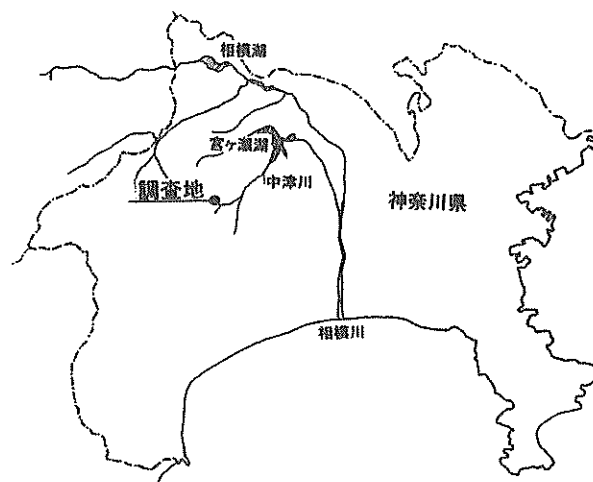 相模湖
宮ヶ瀬湖
中津川
調査地
神奈川県
相模川